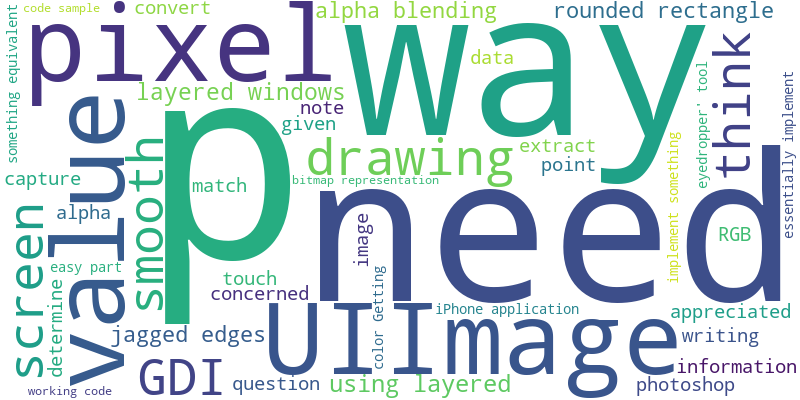 code sample
convert
alpha blending
rounded rectangle
something equivalent
pixel
way
data
think
layered windows
note
given
value
eyedropper' tool
essentially implement
drawing
extract
point
smooth
p
match
bitmap representation
need
implement something
capture
alpha
screen
image
RGB
easy part
determine
touch
concerned
color Getting
iPhone application
appreciated
jagged edges
UIImage
writing
GDI
information
question
using layered
photoshop
working code